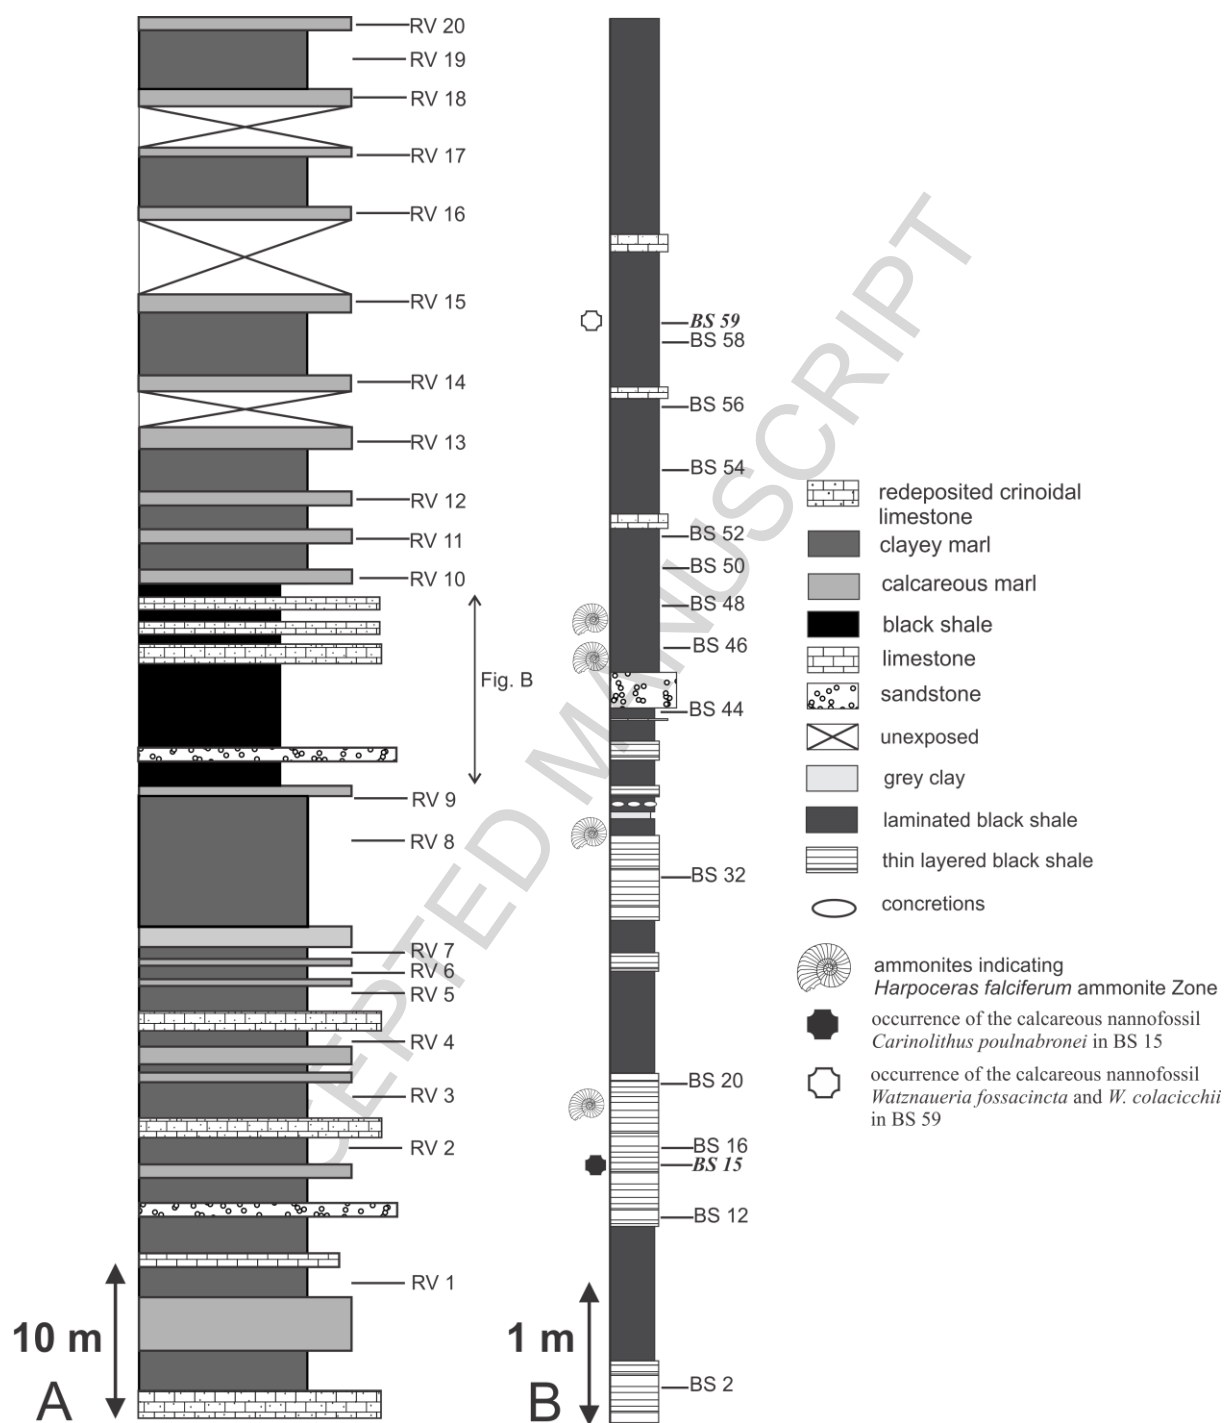 RV 20
RV 19
RV 18
RV 17
RV 16
RV 15
RV 14
RV 13
RV 12
RV 11
RV 10
Fig. B
RV 9
RV 8
RV 7
RV 6
RV 5
RV 4
RV 3
RV 2
RV 1
10 m
A
BS 59
BS 58
BS 56
BS 54
BS 52
BS 50
BS 48
BS 46
BS 44
BS 32
BS 20
BS 16
BS 15
BS 12
BS 2
1 m
B
redeposited crinoidal
limestone
clayey marl
calcareous marl
black shale
limestone
sandstone
unexposed
grey clay
laminated black shale
thin layered black shale
concretions
ammonites indicating
Harpoceras falciferum ammonite Zone
occurrence of the calcareous nannofossil
Carinolithus poulnabronei in BS 15
occurrence of the calcareous nannofossil
Watznaueria fossacincta and W. colacicchii
in BS 59
CEPTED MANUSCRIPT